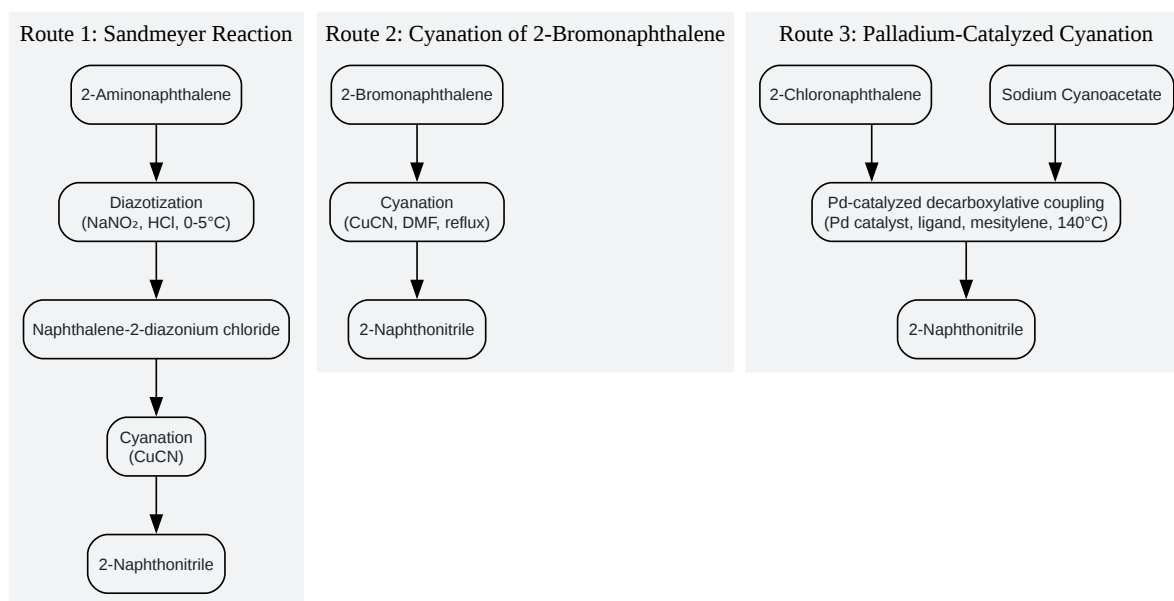 Route 1: Sandmeyer Reaction
2-Aminonaphthalene
Diazotization
(NaNO₂, HCl, 0-5°C)
Naphthalene-2-diazonium chloride
Cyanation
(CuCN)
2-Naphthonitrile
Route 2: Cyanation of 2-Bromonaphthalene
2-Bromonaphthalene
Cyanation
(CuCN, DMF, reflux)
2-Naphthonitrile
Route 3: Palladium-Catalyzed Cyanation
2-Chloronaphthalene
Sodium Cyanoacetate
Pd-catalyzed decarboxylative coupling
(Pd catalyst, ligand, mesitylene, 140°C)
2-Naphthonitrile